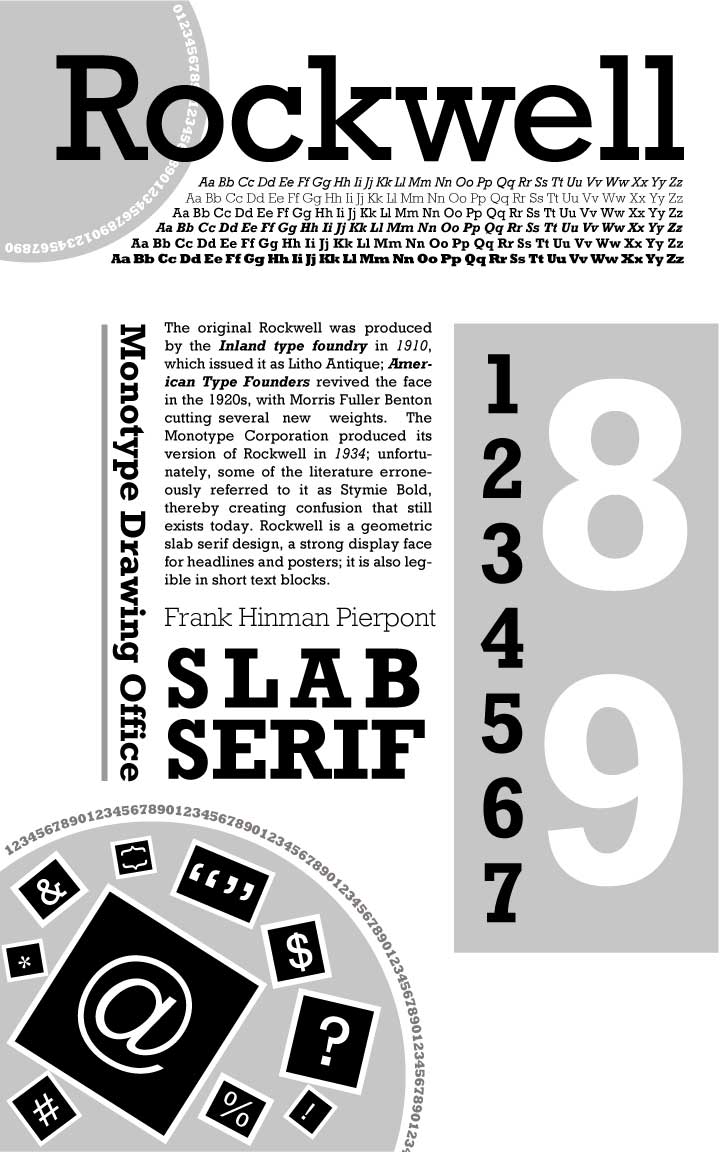 01234567890123456789012345678901234567890
Rockwell
Aa Bb Cc Dd Ee Ff Gg Hh Ii Jj Kk Ll Mm Nn Oo Pp Qq Rr Ss Tt Uu Vv Ww Xx Yy Zz
Aa Bb Cc Dd Ee Ff Gg Hh Ii Jj Kk Ll Mm Nn Oo Pp Qq Rr Ss Tt Uu Vv Ww Xx Yy Zz
Aa Bb Cc Dd Ee Ff Gg Hh Ii Jj Kk Ll Mm Nn Oo Pp Qq Rr Ss Tt Uu Vv Ww Xx Yy Zz
Aa Bb Cc Dd Ee Ff Gg Hh Ii Jj Kk Ll Mm Nn Oo Pp Qq Rr Ss Tt Uu Vv Ww Xx Yy Zz
Aa Bb Cc Dd Ee Ff Gg Hh Ii Jj Kk Ll Mm Nn Oo Pp Qq Rr Ss Tt Uu Vv Ww Xx Yy Zz
Aa Bb Cc Dd Ee Ff Gg Hh Ii Jj Kk Ll Mm Nn Oo Pp Qq Rr Ss Tt Uu Vv Ww Xx Yy Zz
Monotype Drawing Office
The original Rockwell was produced
by the Inland type foundry in 1910,
which issued it as Litho Antique; Amer-
ican Type Founders revived the face
in the 1920s, with Morris Fuller Benton
cutting several new weights. The
Monotype Corporation produced its
version of Rockwell in 1934; unfortu-
nately, some of the literature errone-
ously referred to it as Stymie Bold,
thereby creating confusion that still
exists today. Rockwell is a geometric
slab serif design, a strong display face
for headlines and posters; it is also leg-
ible in short text blocks.
Frank Hinman Pierpont
SLAB
SERIF
1
2
3
4
5
6
7
8
9
1234567890123456789012345678901234567890123456789012345678901234567890
{}
“”
&
$
*
@
?
#
%
!